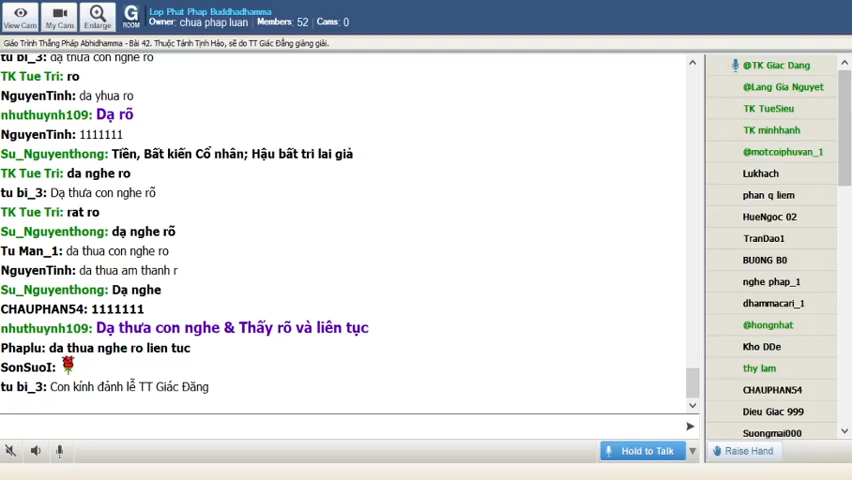 View Cam
My Cam
Enlarge
G
ROOM
Lop Phat Phap Buddhadhamma
Owner: chua phap luan Members: 52 Cams: 0
Giáo Trình Thắng Pháp Abhidhamma - Bài 42. Thuộc Tánh Tịnh Hảo, sẽ do TT Giác Đẳng giảng giải.
tu bi_3: dạ thưa con nghe ro
TK Tue Tri: ro
NguyenTinh: da yhua ro
nhuthuynh109: Dạ rõ
NguyenTinh: 1111111
Su_Nguyenthong: Tiền, Bất kiến Cổ nhân; Hậu bất tri lai giả
TK Tue Tri: da nghe ro
tu bi_3: Dạ thưa con nghe rõ
TK Tue Tri: rat ro
Su_Nguyenthong: dạ nghe rõ
Tu Man_1: da thua con nghe ro
NguyenTinh: da thua am thanh r
Su_Nguyenthong: Dạ nghe
CHAUPHAN54: 1111111
nhuthuynh109: Dạ thưa con nghe & Thấy rõ và liên tục
Phaplu: da thua nghe ro lien tuc
SonSuoI:
tu bi_3: Con kính đảnh lễ TT Giác Đăng
Hold to Talk
@TK Giac Dang
@Lang Gia Nguyet
TK TueSieu
TK minhhanh
@motcoiphuvan_1
Lukhach
phan q liem
HueNgoc 02
TranDao1
BU0NG B0
nghe phap_1
dhammacari_1
@hongnhat
Kho DDe
thy lam
CHAUPHAN54
Dieu Giac 999
Suongmai000
Raise Hand